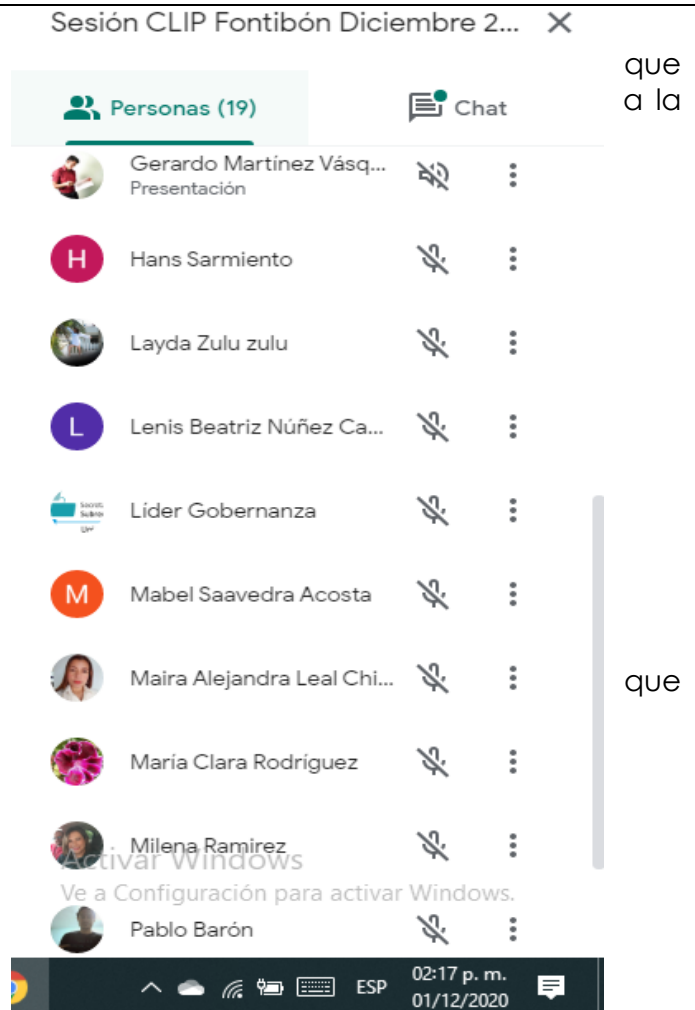 Sesión CLIP Fontibón Diciembre 2...
que
Personas (19)
Chat
a la
Gerardo Martínez Vásq...
Presentación
H
Hans Sarmiento
Layda Zulu zulu
L
Lenis Beatriz Núñez Ca...
Líder Gobernanza
M
Mabel Saavedra Acosta
Maira Alejandra Leal Chi...
que
María Clara Rodríguez
Milena Ramirez
Activar Windows
Ve a Configuración para activar Windows.
Pablo Barón
ESP
02:17 p. m.
01/12/2020